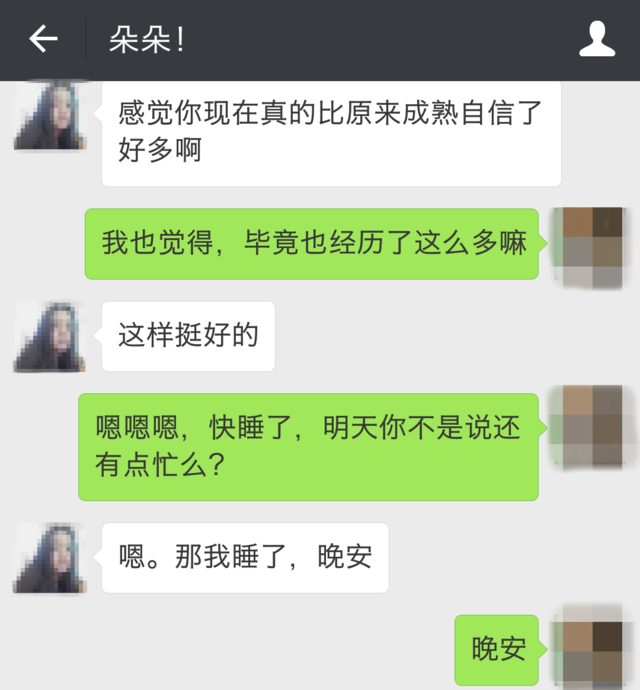 朵朵！
感觉你现在真的比原来成熟自信了
好多啊
我也觉得，毕竟也经历了这么多嘛
这样挺好的
嗯嗯嗯，快睡了，明天你不是说还
有点忙么？
嗯。那我睡了，晚安
晚安